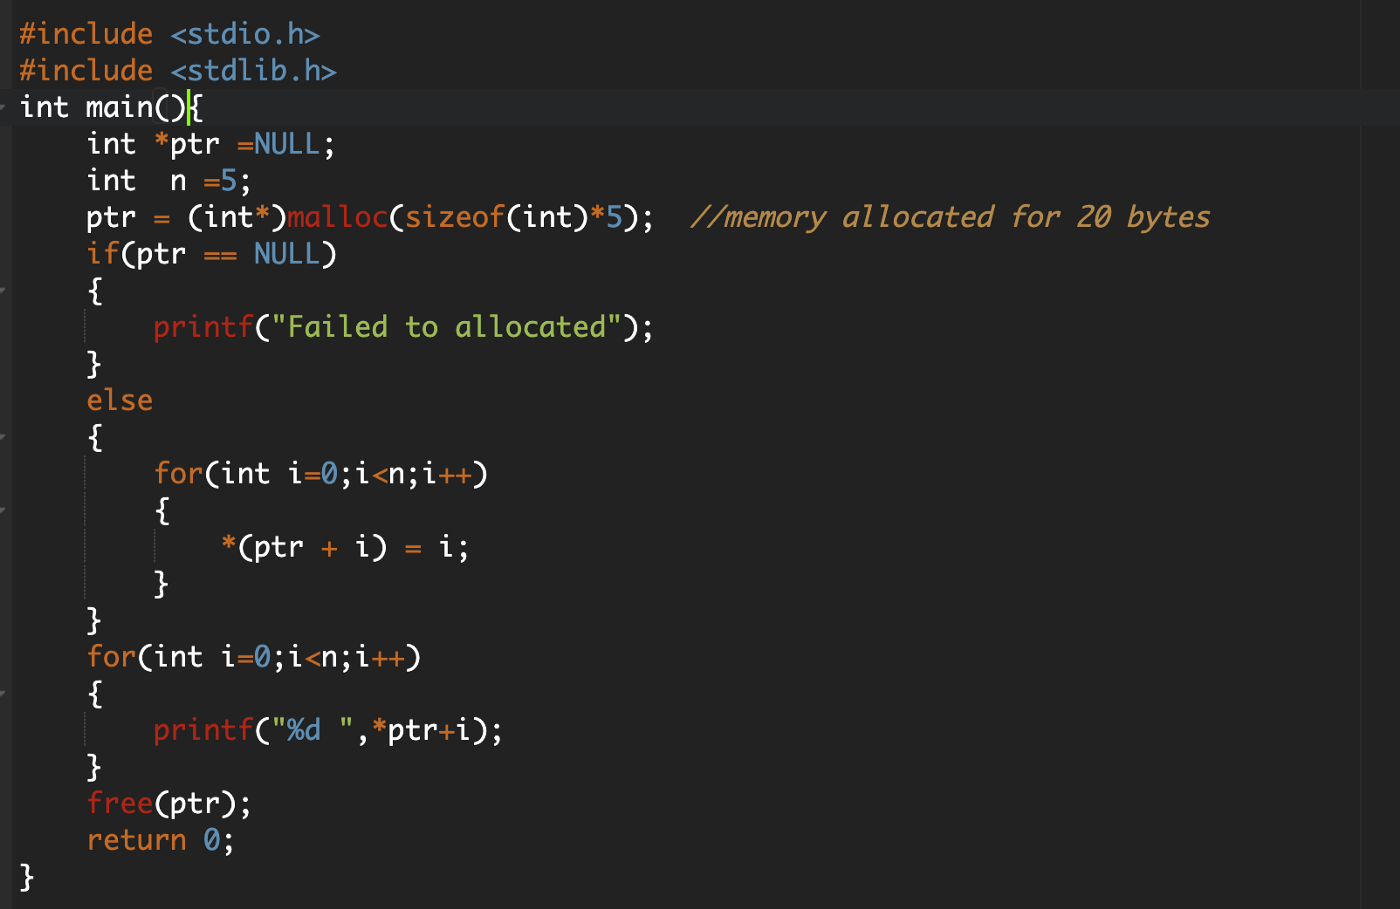 #include <stdio.h>
#include <stdlib.h>
int main(){
    int *ptr =NULL;
    int  n =5;
    ptr = (int*)malloc(sizeof(int)*5);  //memory allocated for 20 bytes
    if(ptr == NULL)
    {
        printf("Failed to allocated");
    }
    else
    {
        for(int i=0;i<n;i++)
        {
            *(ptr + i) = i;
        }
    }
    for(int i=0;i<n;i++)
    {
        printf("%d ",*ptr+i);
    }
    free(ptr);
    return 0;
}